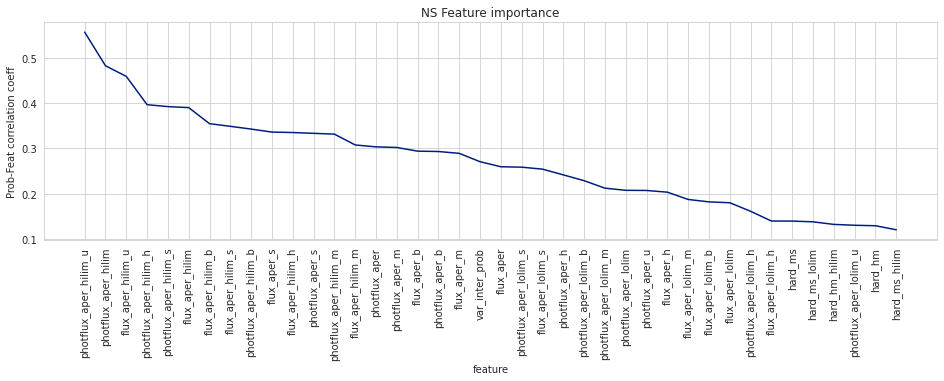 NS Feature importance
Prob-Feat correlation coeff
0.5
0.4
0.3
0.2
0.1
photflux_aper_hilim_u
photflux_aper_hilim
flux_aper_hilim_u
photflux_aper_hilim_h
photflux_aper_hilim_s
flux_aper_hilim
flux_aper_hilim_b
flux_aper_hilim_s
photflux_aper_hilim_b
flux_aper_s
flux_aper_hilim_h
photflux_aper_s
photflux_aper_hilim_m
flux_aper_hilim_m
photflux_aper
photflux_aper_m
flux_aper_b
photflux_aper_b
flux_aper_m
var_inter_prob
flux_aper
photflux_aper_lolim_s
flux_aper_lolim_s
photflux_aper_h
photflux_aper_lolim_b
photflux_aper_lolim_m
photflux_aper_lolim
photflux_aper_u
flux_aper_h
flux_aper_lolim_m
flux_aper_lolim_b
flux_aper_lolim
photflux_aper_lolim_h
flux_aper_lolim_h
hard_ms
hard_ms_lolim
hard_hm_hilim
photflux_aper_lolim_u
hard_hm
hard_ms_hilim
feature